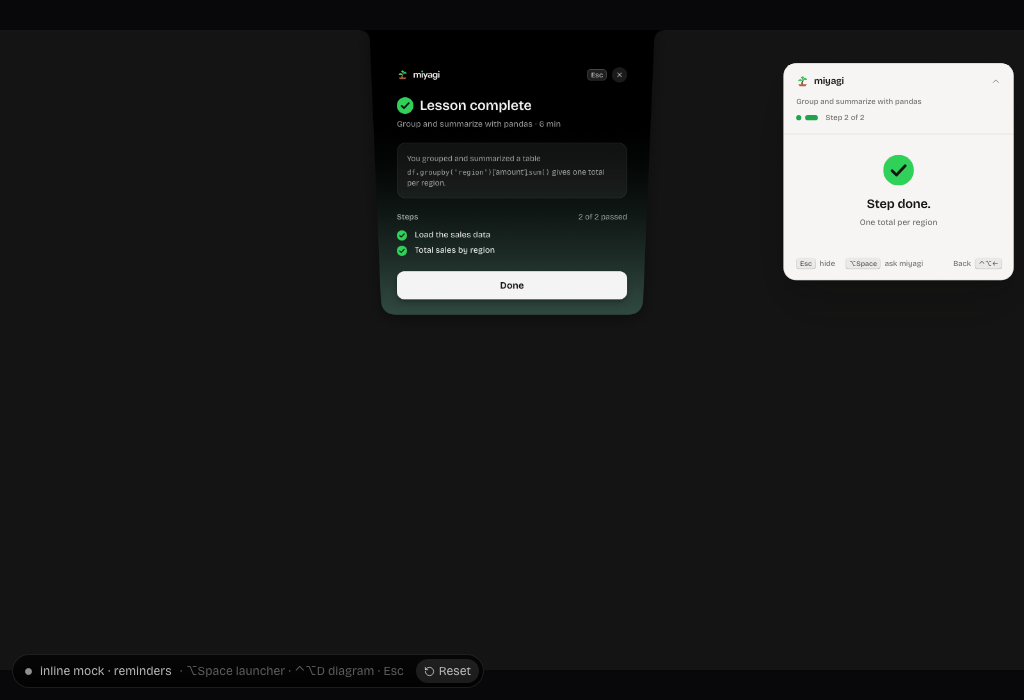 miyagi
Esc
Lesson complete
Group and summarize with pandas · 6 min
You grouped and summarized a table
df.groupby('region')['amount'].sum() gives one total
per region.
Steps 2 of 2 passed
Load the sales data
Total sales by region
Done
miyagi
Group and summarize with pandas
Step 2 of 2
Step done.
One total per region
Esc hide ⌥Space ask miyagi Back ^⌥←
inline mock · reminders · ⌥Space launcher · ^⌥D diagram · Esc Reset